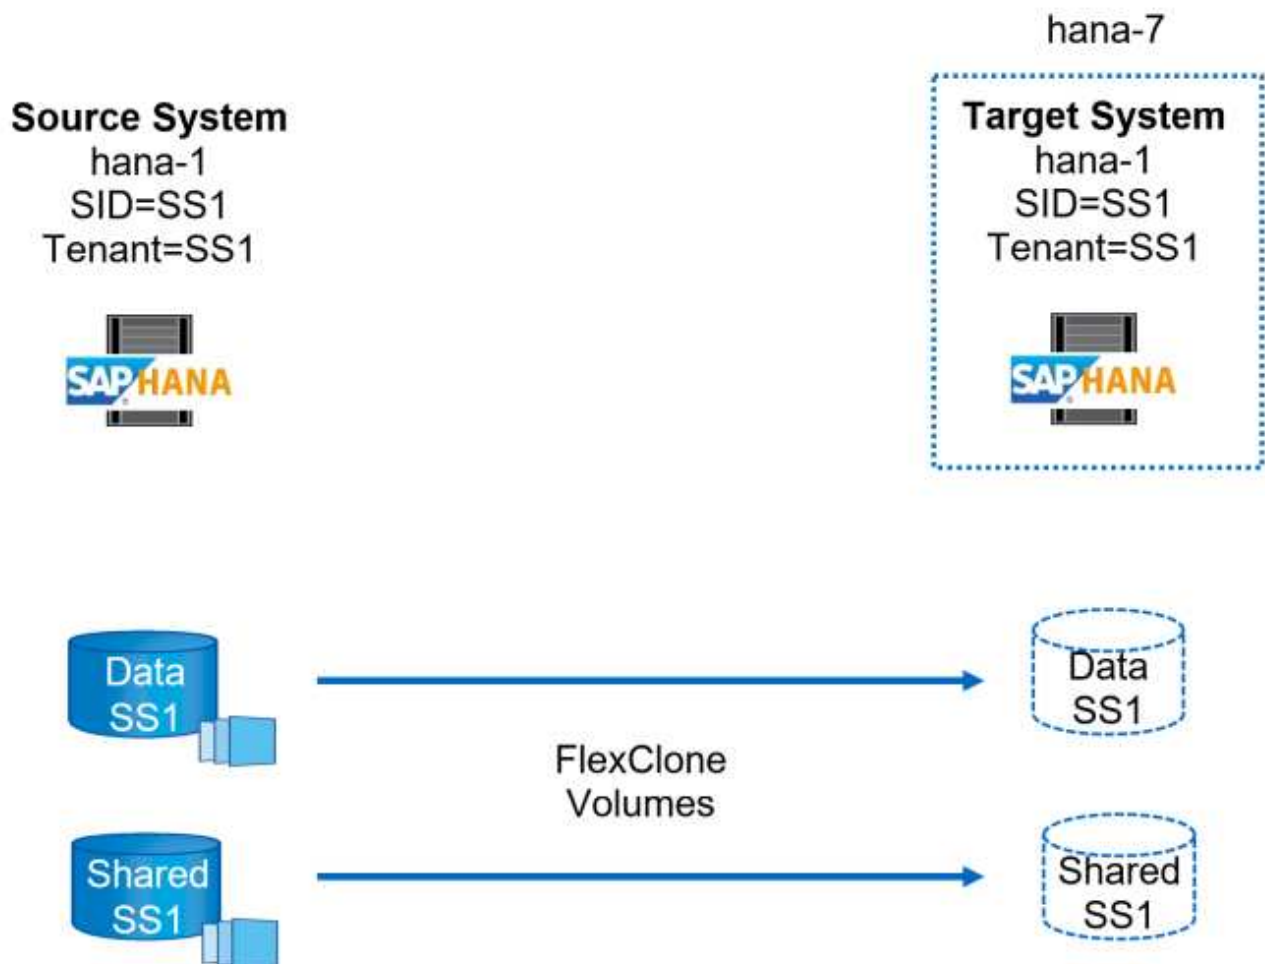 hana-7
Source System
hana-1
SID=SS1
Tenant=SS1
SAP HANA
Target System
hana-1
SID=SS1
Tenant=SS1
SAP HANA
Data
SS1
FlexClone
Volumes
Data
SS1
Shared
SS1
Shared
SS1